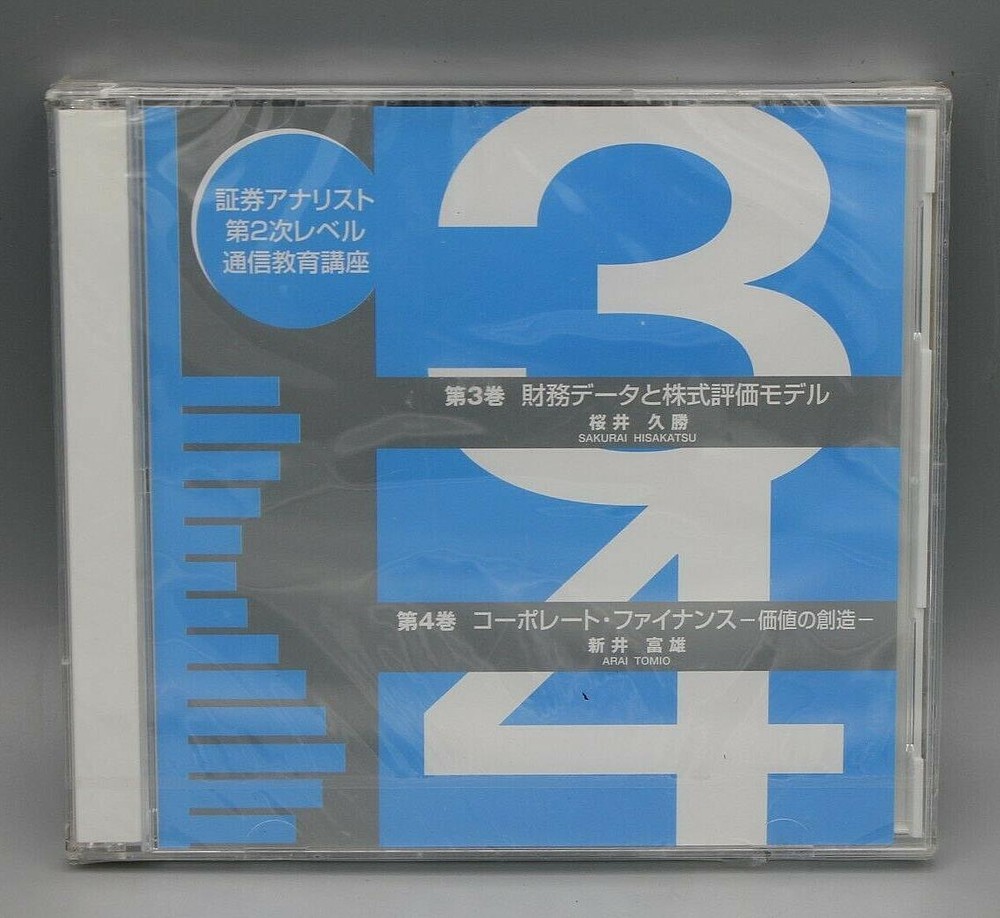 証券アナリスト
第2次レベル
通信教育講座
3
第3巻 財務データと株式評価モデル
桜井 久勝
SAKURAI HISAKATSU
4
第4巻 コーポレート・ファイナンス－価値の創造－
新井 富雄
ARAI TOMIO